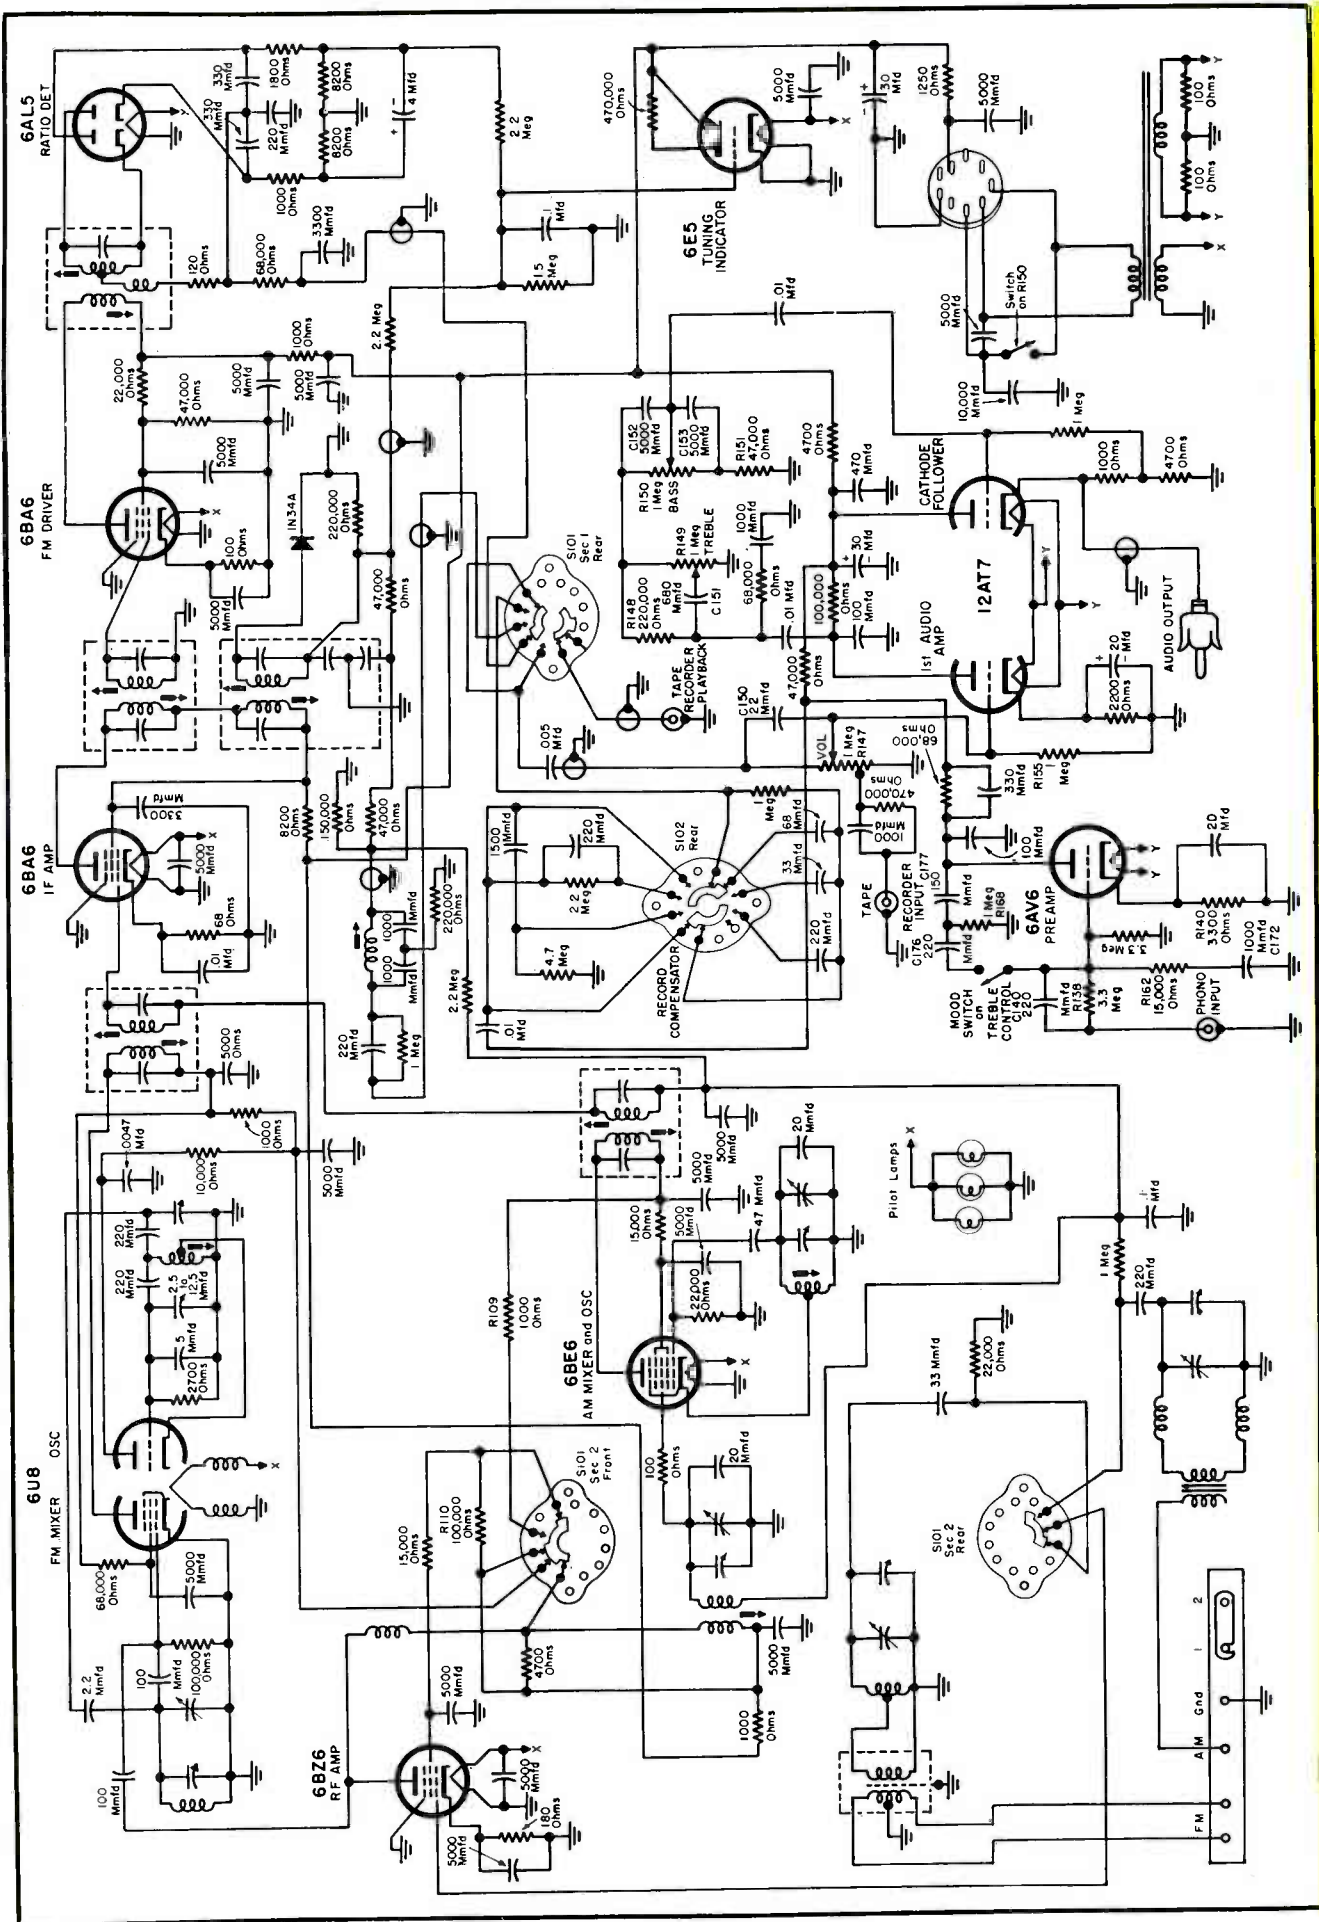 6AL5
RATIO DET
330
Mmfd
1800
Ohms
8200
Ohms
4 Mfd
330
Mmfd
220
Mmfd
8200
Ohms
1000
Ohms
2.2
Meg
120
Ohms
68,000
Ohms
3300
Mmfd
.1
Mfd
1.5
Meg
2.2 Meg
470,000
Ohms
6E5
TUNING
INDICATOR
5000
Mmfd
X
30
Mfd
1250
Ohms
5000
Mmfd
X
100
Ohms
100
Ohms
Y
Y
X
5000
Mmfd
Switch
on R150
10,000
Mmfd
.01
Mfd
6BA6
FM DRIVER
22,000
Ohms
47,000
Ohms
5000
Mmfd
1000
Ohms
5000
Mmfd
5000
Mmfd
X
100
Ohms
5000
Mmfd
1N34A
220,000
Ohms
47,000
Ohms
S101
Sec 1
Rear
TAPE
RECORDER
PLAYBACK
C152
5000
Mmfd
C153
5000
Mmfd
R150
1 Meg
BASS
R151
47,000
Ohms
R149
1 Meg
TREBLE
1000
Mmfd
R148
220,000
Ohms
680
Mmfd
C151
68,000
Ohms
.01 Mfd
4700
Ohms
470
Mmfd
100,000
Ohms
30
Mfd
100
Mmfd
47,000
Ohms
CATHODE
FOLLOWER
12AT7
1st AUDIO
AMP
1 Meg
1000
Ohms
4700
Ohms
Y
Y
AUDIO OUTPUT
20
Mfd
2200
Ohms
R155
1
Meg
6BA6
IF AMP
3300
Mmfd
5000
Mmfd
X
68
Ohms
.01
Mfd
8200
Ohms
150,000
Ohms
47,000
Ohms
1000
Mmfd
1000
Mmfd
220,000
Ohms
220
Mmfd
1 Meg
2.2 Meg
.005
Mfd
C150
22
Mmfd
VOL
1 Meg
R147
470,000
Ohms
1000
Mmfd
TAPE
RECORDER
INPUT
68,000
Ohms
330
Mmfd
100
Mmfd
1500
Mmfd
220
Mmfd
2.2
Meg
4.7
Meg
.01
Mfd
S102
Rear
RECORD
COMPENSATOR
1
Meg
68
Mmfd
33
Mmfd
220
Mmfd
C177
150
Mmfd
1 Meg
R168
C176
220
Mmfd
MOOD
SWITCH
on
TREBLE
CONTROL
C140
220
Mmfd
R138
3.3
Meg
6AV6
PREAMP
Y
Y
3.3 Meg
R162
15,000
Ohms
1000
Mmfd
C172
R140
3300
Ohms
20
Mfd
PHONO
INPUT
6U8
FM MIXER
OSC
.0047
Mfd
5000
Ohms
1000
Ohms
10,000
Ohms
5000
Mmfd
220
Mmfd
220
Mmfd
2.5
to
12.5
Mmfd
5
Mmfd
2700
Ohms
X
68,000
Ohms
5000
Mmfd
100,000
Ohms
100
Mmfd
2.2
Mmfd
100
Mmfd
6BE6
AM MIXER and OSC
5000
Mmfd
5000
Mmfd
15,000
Ohms
5000
Mmfd
47 Mmfd
20
Mmfd
22,000
Ohms
X
R109
1000
Ohms
100
Ohms
20
Mmfd
Pilot Lamps
X
.1
Mfd
1 Meg
220
Mmfd
33 Mmfd
22,000
Ohms
S101
Sec 2
Front
R110
100,000
Ohms
15,000
Ohms
4700
Ohms
5000
Mmfd
1000
Ohms
5000
Mmfd
6BZ6
RF AMP
X
5000
Mmfd
180
Ohms
5000
Mmfd
S101
Sec 2
Rear
FM
AM
Gnd
1
2